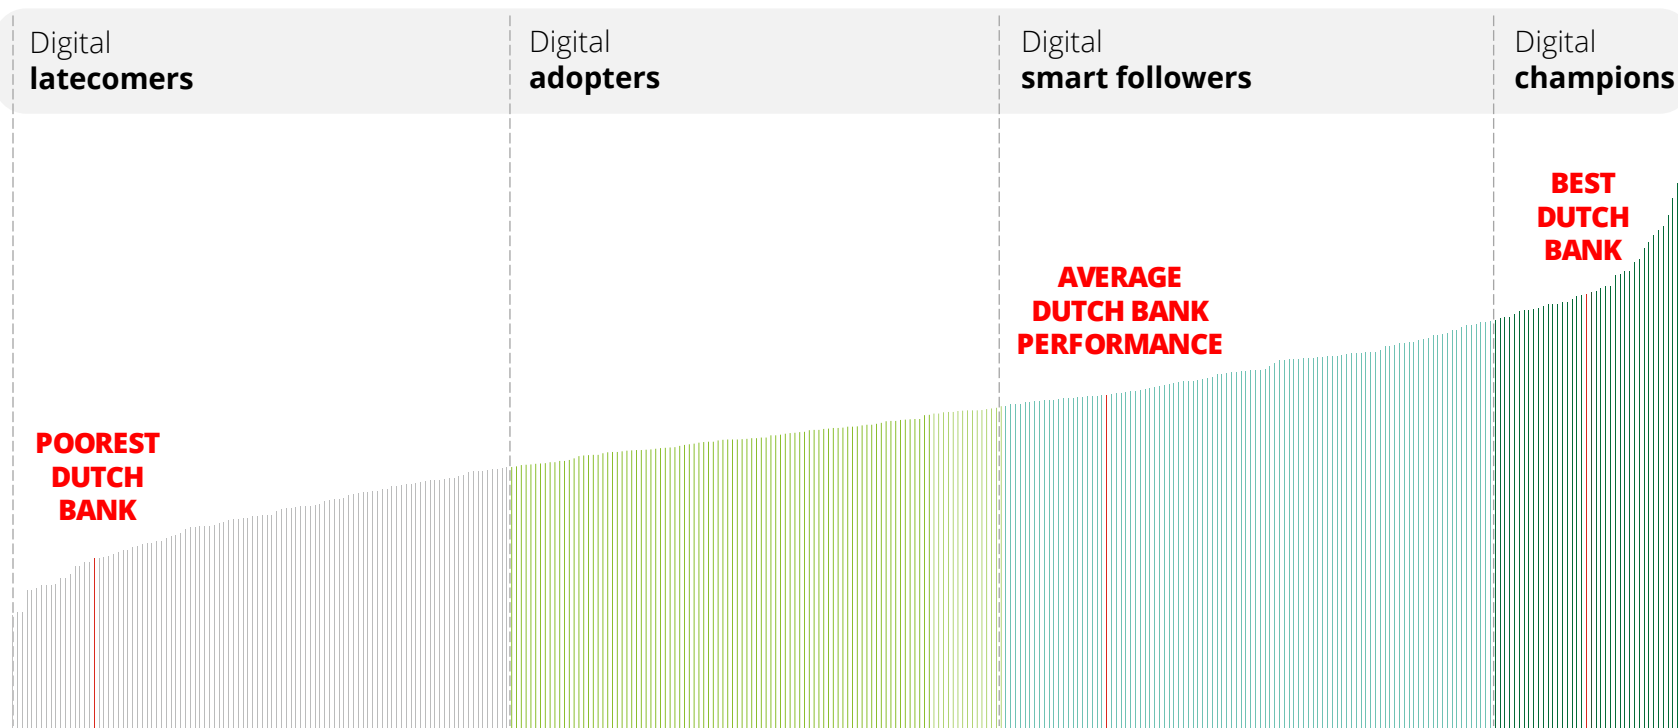 Digital
latecomers
Digital
adopters
Digital
smart followers
Digital
champions
POOREST
DUTCH
BANK
AVERAGE
DUTCH BANK
PERFORMANCE
BEST
DUTCH
BANK